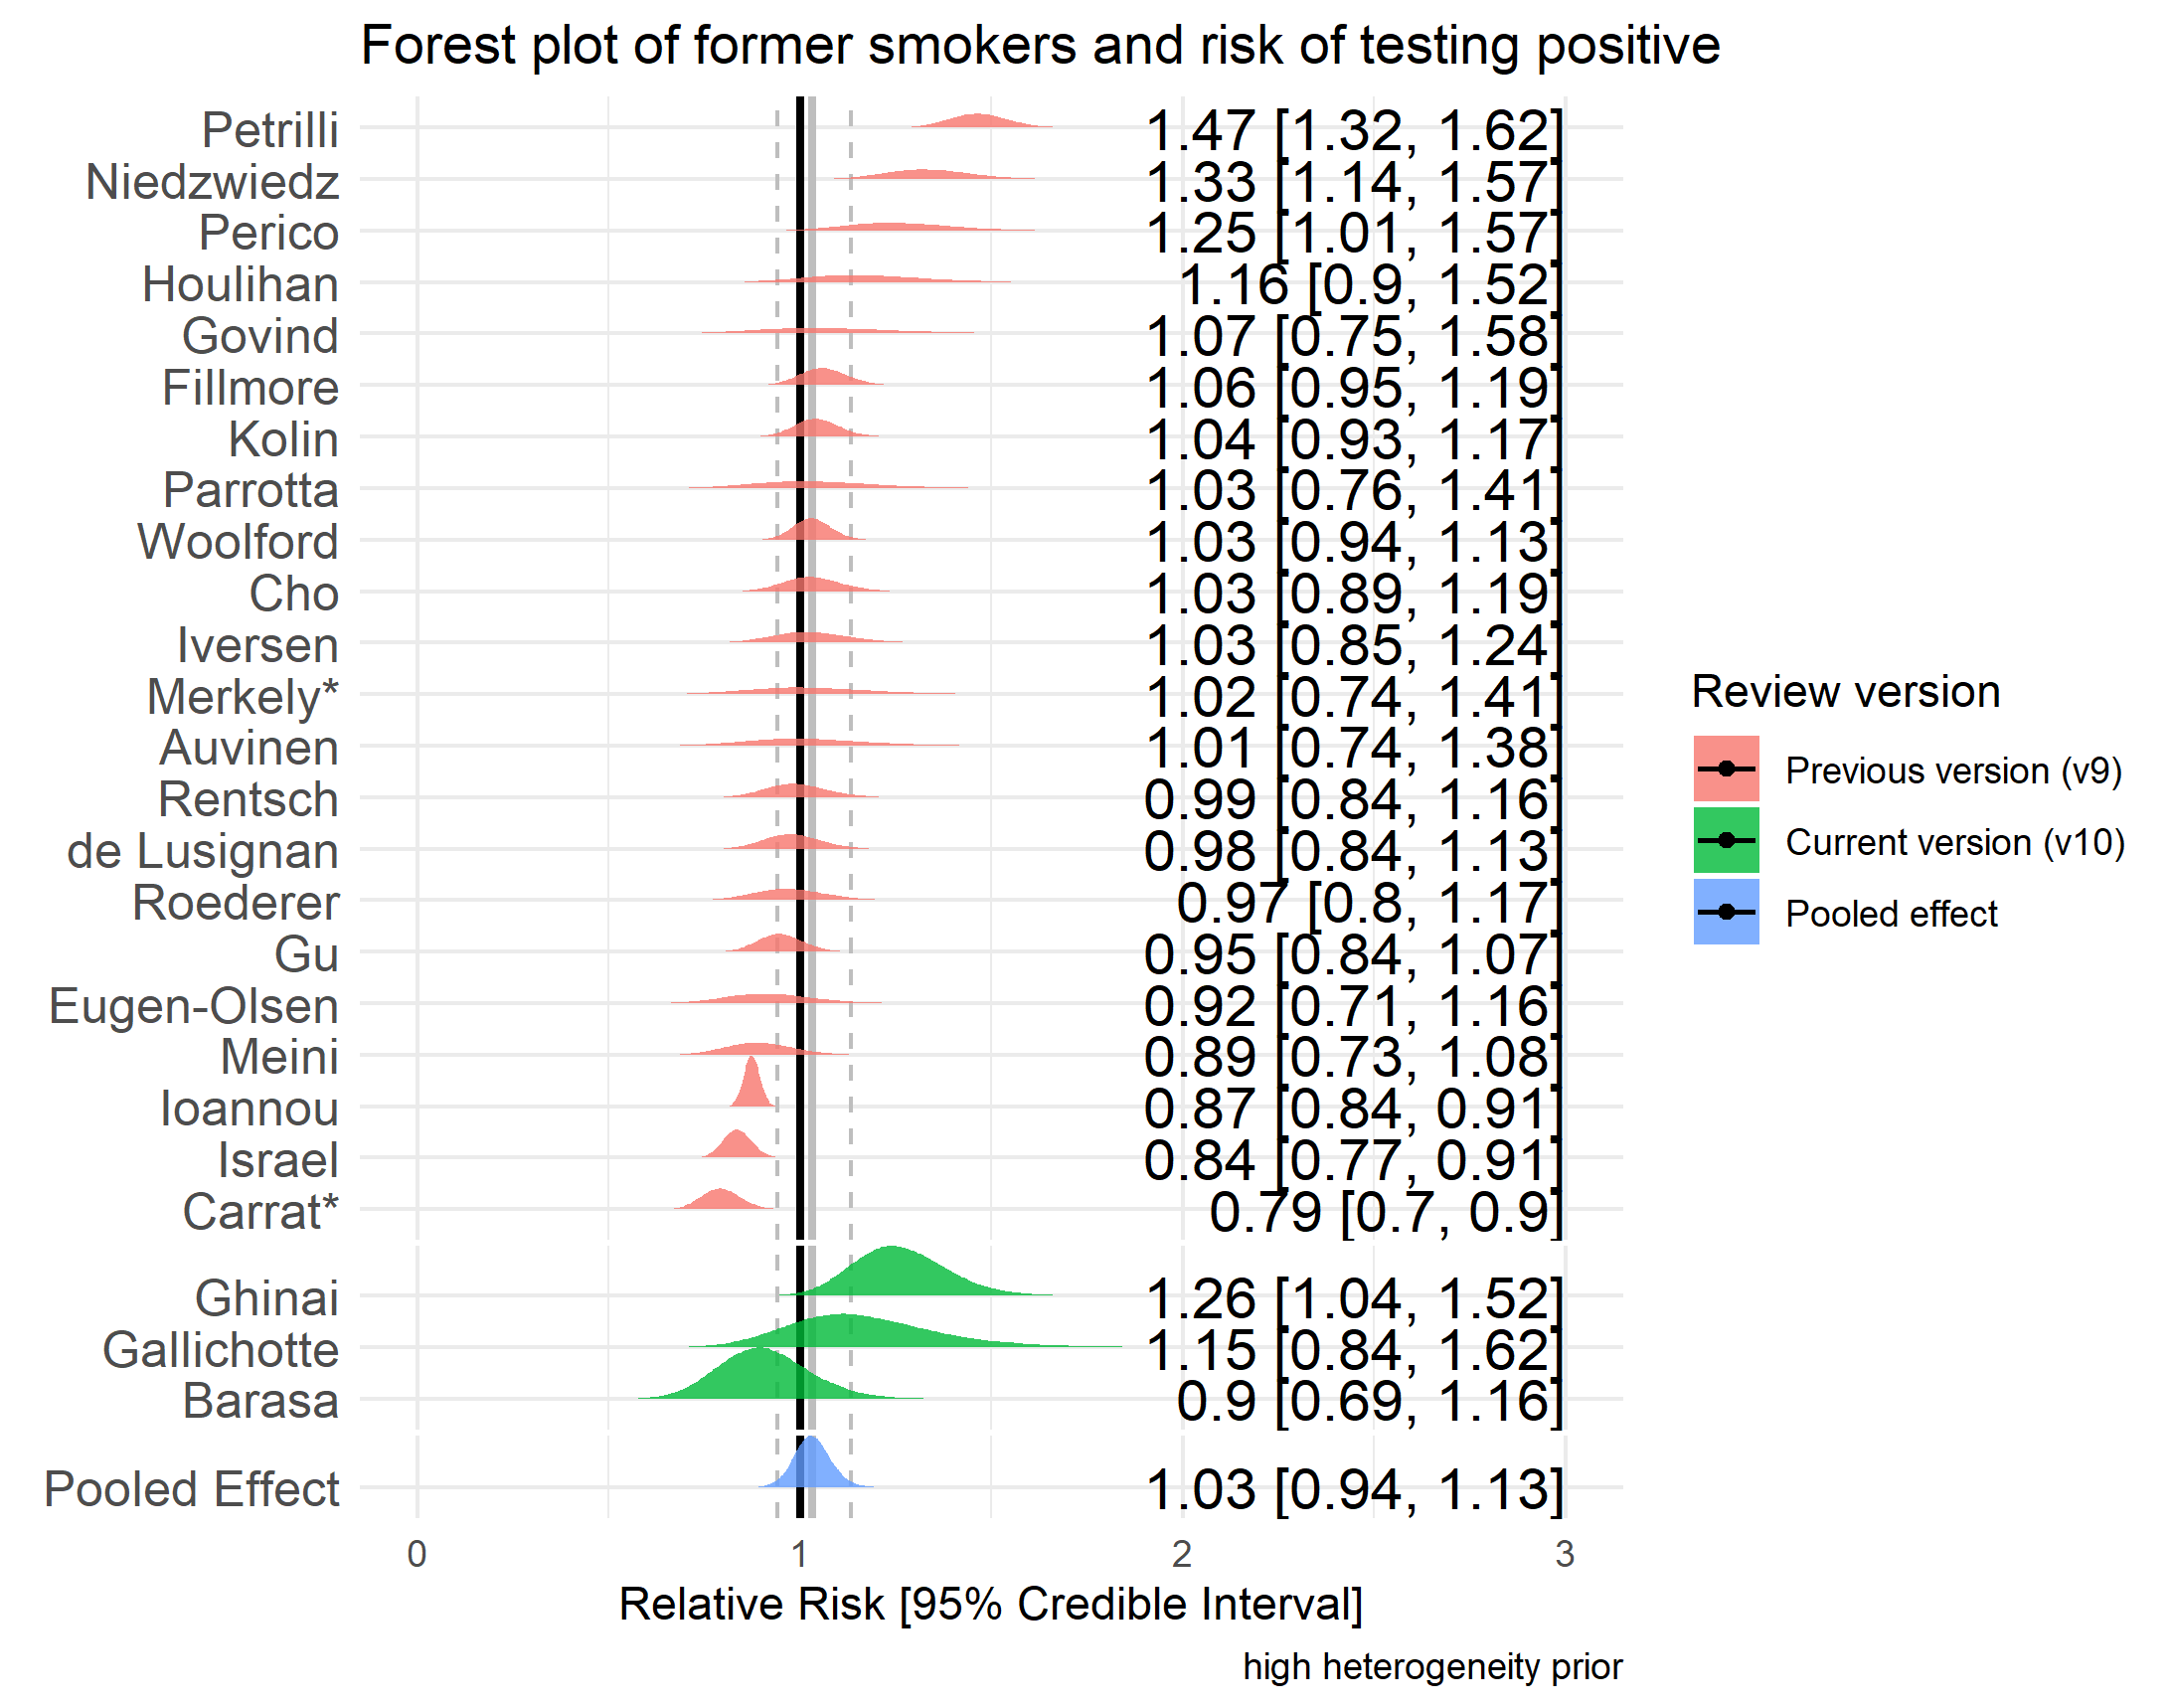 Forest plot of former smokers and risk of testing positive
Petrilli 1.47 [1.32, 1.62]
Niedzwiedz 1.33 [1.14, 1.57]
Perico 1.25 [1.01, 1.57]
Houlihan 1.16 [0.9, 1.52]
Govind 1.07 [0.75, 1.58]
Fillmore 1.06 [0.95, 1.19]
Kolin 1.04 [0.93, 1.17]
Parrotta 1.03 [0.76, 1.41]
Woolford 1.03 [0.94, 1.13]
Cho 1.03 [0.89, 1.19]
Iversen 1.03 [0.85, 1.24]
Merkely* 1.02 [0.74, 1.41]
Auvinen 1.01 [0.74, 1.38]
Rentsch 0.99 [0.84, 1.16]
de Lusignan 0.98 [0.84, 1.13]
Roederer 0.97 [0.8, 1.17]
Gu 0.95 [0.84, 1.07]
Eugen-Olsen 0.92 [0.71, 1.16]
Meini 0.89 [0.73, 1.08]
Ioannou 0.87 [0.84, 0.91]
Israel 0.84 [0.77, 0.91]
Carrat* 0.79 [0.7, 0.9]
Ghinai 1.26 [1.04, 1.52]
Gallichotte 1.15 [0.84, 1.62]
Barasa 0.9 [0.69, 1.16]
Pooled Effect 1.03 [0.94, 1.13]
0 1 2 3
Relative Risk [95% Credible Interval]
high heterogeneity prior
Review version
Previous version (v9)
Current version (v10)
Pooled effect